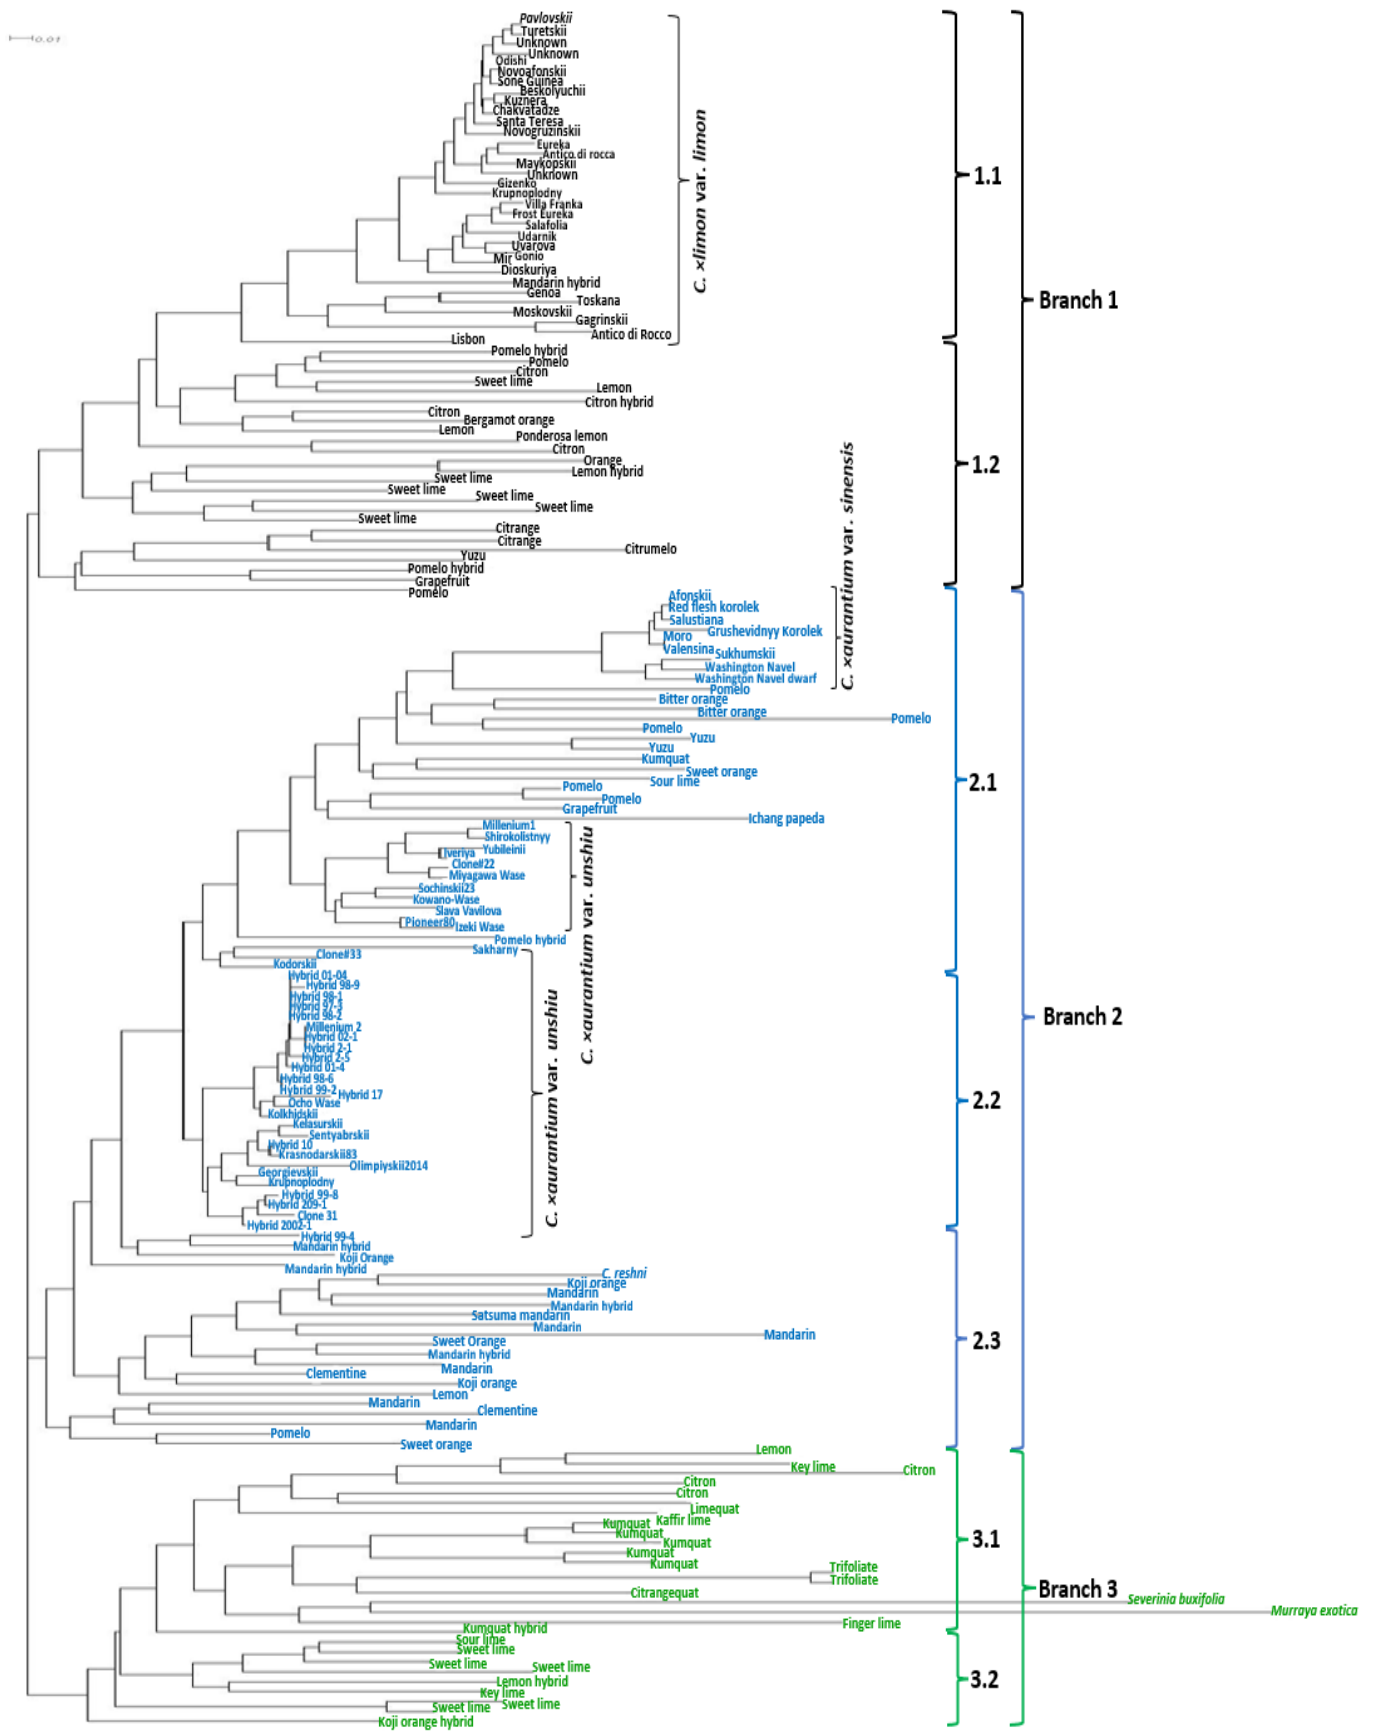 0.01
Pavlovskii
Turetskii
Unknown
Unknown
Odishi
Novoafonskii
Sone Guinea
Beskolyuchii
Kuznera
Chakvatadze
Santa Teresa
Novogruzinskii
Eureka
Antico di rocca
Maykopskii
Unknown
Gizenko
Krupnoplodny
Villa Franka
Frost Eureka
Salafolia
Udarnik
Uvarova
Mir Gonio
Dioskuriya
Mandarin hybrid
Genoa
Toskana
Moskovskii
Gagrinskii
Antico di Rocco
Lisbon
C. ×limon var. limon
1.1
Branch 1
Pomelo hybrid
Pomelo
Citron
Sweet lime
Lemon
Citron hybrid
Citron
Bergamot orange
Lemon
Ponderosa lemon
Citron
Orange
Lemon hybrid
Sweet lime
Sweet lime
Sweet lime
Sweet lime
Sweet lime
Citrange
Citrange
Citrumelo
Yuzu
Pomelo hybrid
Grapefruit
Pomelo
1.2
Afonskii
Red flesh korolek
Salustiana
Grushevidnyy Korolek
Moro
Valensina
Sukhumskii
Washington Navel
Washington Navel dwarf
Pomelo
C. ×aurantium var. sinensis
Bitter orange
Bitter orange
Pomelo
Pomelo
Yuzu
Yuzu
Kumquat
Sweet orange
Sour lime
Pomelo
Pomelo
Grapefruit
Ichang papeda
2.1
Millenium1
Shirokolistnyy
Yubileinii
Iveriya
Clone#22
Miyagawa Wase
Sochinskii23
Kowano-Wase
Slava Vavilova
Pioneer80
Izeki Wase
C. ×aurantium var. unshiu
Pomelo hybrid
Sakharny
Clone#33
Kodorskii
Hybrid 01-04
Hybrid 98-9
Hybrid 98-1
Hybrid 97-3
Hybrid 98-2
Millenium 2
Hybrid 02-1
Hybrid 2-1
Hybrid 2-5
Hybrid 01-4
Hybrid 98-6
Hybrid 99-2
Hybrid 17
Ocho Wase
Kolkhidskii
Kelasurskii
Sentyabrskii
Hybrid 10
Krasnodarskii83
Olimpiyskii2014
Georgievskii
Krupnoplodny
Hybrid 99-8
Hybrid 209-1
Clone 31
Hybrid 2002-1
C. ×aurantium var. unshiu
2.2
Branch 2
Hybrid 99-4
Mandarin hybrid
Koji Orange
Mandarin hybrid
C. reshni
Koji orange
Mandarin
Mandarin hybrid
Satsuma mandarin
Mandarin
Mandarin
Sweet Orange
Mandarin hybrid
Mandarin
Clementine
Koji orange
Lemon
Mandarin
Clementine
Mandarin
Pomelo
Sweet orange
2.3
Lemon
Key lime
Citron
Citron
Citron
Limequat
Kaffir lime
Kumquat
Kumquat
Kumquat
Kumquat
Kumquat
Trifoliate
Trifoliate
Citrangequat
Severinia buxifolia
Murraya exotica
Finger lime
Kumquat hybrid
3.1
Branch 3
Sour lime
Sweet lime
Sweet lime
Sweet lime
Lemon hybrid
Key lime
Sweet lime
Sweet lime
Koji orange hybrid
3.2